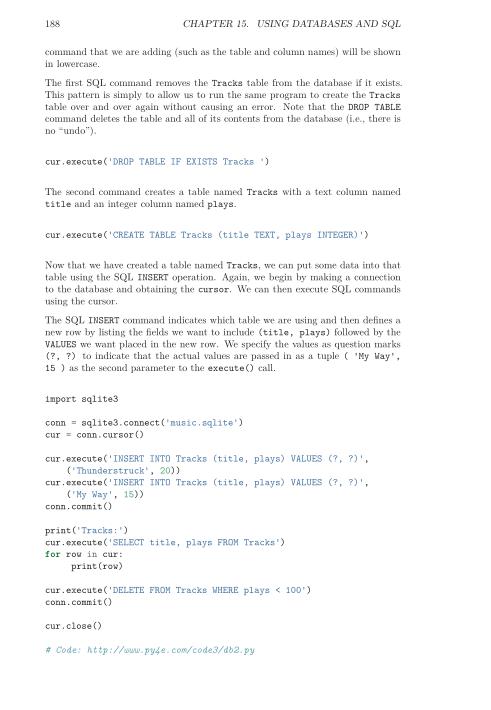 188 CHAPTER 15. USING DATABASES AND SQL
command that we are adding (such as the table and column names) will be shown
in lowercase.
The first SQL command removes the Tracks table from the database if it exists.
This pattern is simply to allow us to run the same program to create the Tracks
table over and over again without causing an error. Note that the DROP TABLE
command deletes the table and all of its contents from the database (i.e., there is
no “undo”).
cur.execute('DROP TABLE IF EXISTS Tracks ')
The second command creates a table named Tracks with a text column named
title and an integer column named plays.
cur.execute('CREATE TABLE Tracks (title TEXT, plays INTEGER)')
Now that we have created a table named Tracks, we can put some data into that
table using the SQL INSERT operation. Again, we begin by making a connection
to the database and obtaining the cursor. We can then execute SQL commands
using the cursor.
The SQL INSERT command indicates which table we are using and then defines a
new row by listing the fields we want to include (title, plays) followed by the
VALUES we want placed in the new row. We specify the values as question marks
(?, ?) to indicate that the actual values are passed in as a tuple ( 'My Way',
15 ) as the second parameter to the execute() call.
import sqlite3
conn = sqlite3.connect('music.sqlite')
cur = conn.cursor()
cur.execute('INSERT INTO Tracks (title, plays) VALUES (?, ?)',
    ('Thunderstruck', 20))
cur.execute('INSERT INTO Tracks (title, plays) VALUES (?, ?)',
    ('My Way', 15))
conn.commit()
print('Tracks:')
cur.execute('SELECT title, plays FROM Tracks')
for row in cur:
     print(row)
cur.execute('DELETE FROM Tracks WHERE plays < 100')
conn.commit()
cur.close()
# Code: http://www.py4e.com/code3/db2.py